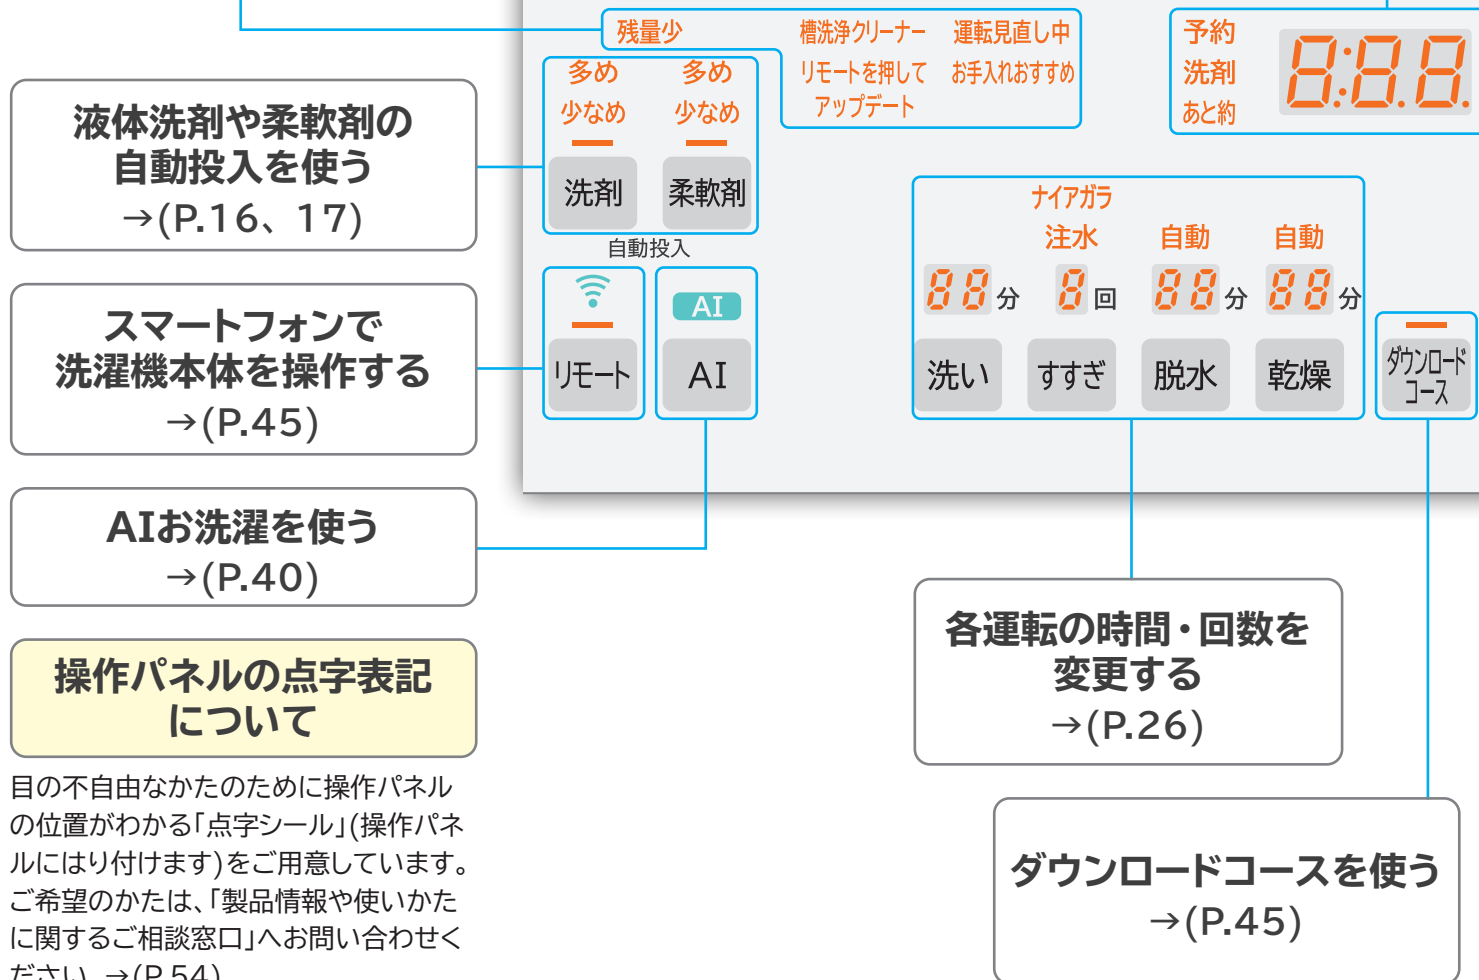 残量少
槽洗浄クリーナー 運転見直し中
リモートを押して お手入れおすすめ
アップデート
予約
洗剤
あと約
8:8.8.
多め 多め
少なめ 少なめ
洗剤 柔軟剤
自動投入
リモート
AI
AI
ナイアガラ
注水 自動 自動
88分 8回 88分 88分
洗い すすぎ 脱水 乾燥
ダウンロード
コース
液体洗剤や柔軟剤の
自動投入を使う
→(P.16、17)
スマートフォンで
洗濯機本体を操作する
→(P.45)
AIお洗濯を使う
→(P.40)
操作パネルの点字表記
について
目の不自由なかたのために操作パネル
の位置がわかる「点字シール」(操作パネ
ルにはり付けます)をご用意しています。
ご希望のかたは、「製品情報や使いかた
に関するご相談窓口」へお問い合わせく
ださい。→(P.54)
各運転の時間・回数を
変更する
→(P.26)
ダウンロードコースを使う
→(P.45)